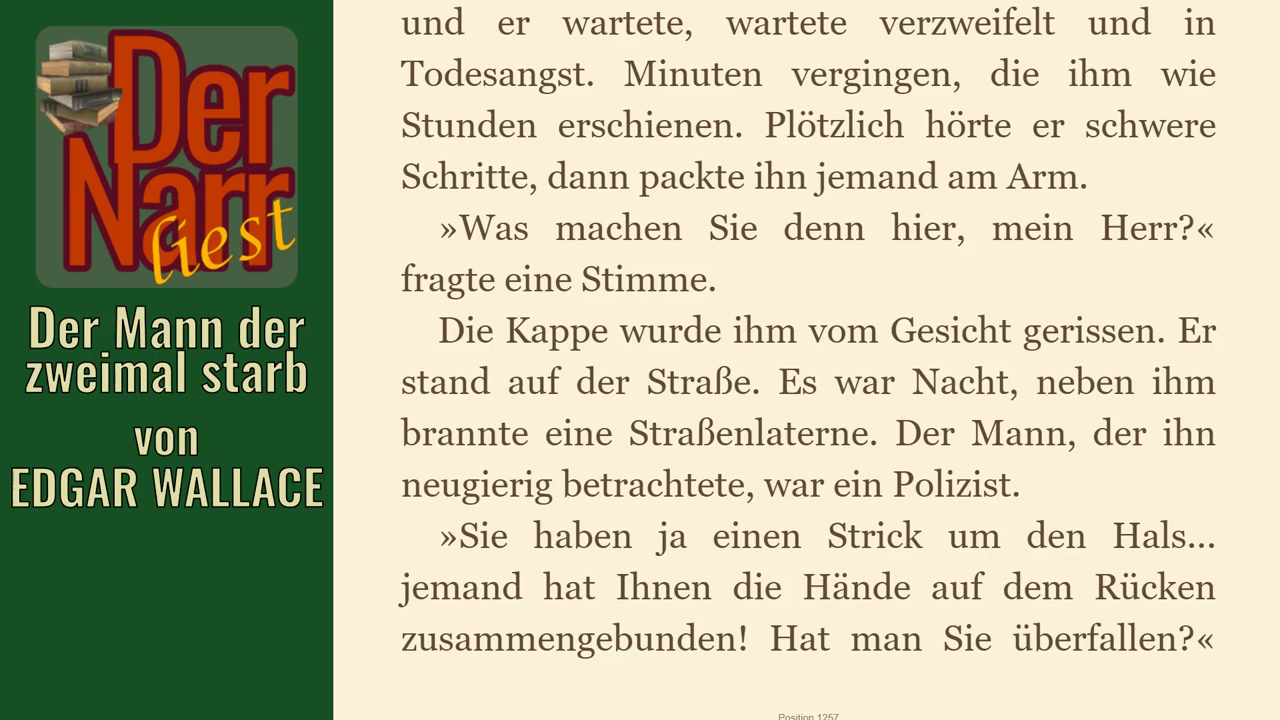 Der
Narr
liest
Der Mann der
zweimal starb
von
EDGAR WALLACE
und er wartete, wartete verzweifelt und in
Todesangst. Minuten vergingen, die ihm wie
Stunden erschienen. Plötzlich hörte er schwere
Schritte, dann packte ihn jemand am Arm.
»Was machen Sie denn hier, mein Herr?«
fragte eine Stimme.
Die Kappe wurde ihm vom Gesicht gerissen. Er
stand auf der Straße. Es war Nacht, neben ihm
brannte eine Straßenlaterne. Der Mann, der ihn
neugierig betrachtete, war ein Polizist.
»Sie haben ja einen Strick um den Hals...
jemand hat Ihnen die Hände auf dem Rücken
zusammengebunden! Hat man Sie überfallen?«
Position 1257